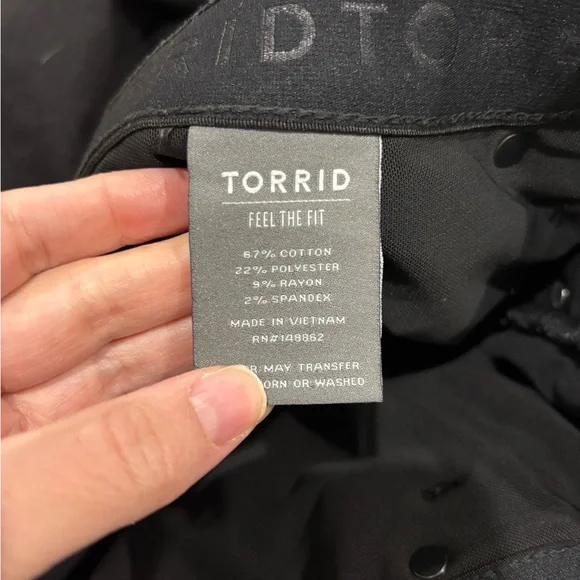 DTO
TORRID
FEEL THE FIT
67% COTTON
22% POLYESTER
9% RAYON
2% SPANDEX
MADE IN VIETNAM
RN#148862
MAY TRANSFER
OR WASHED